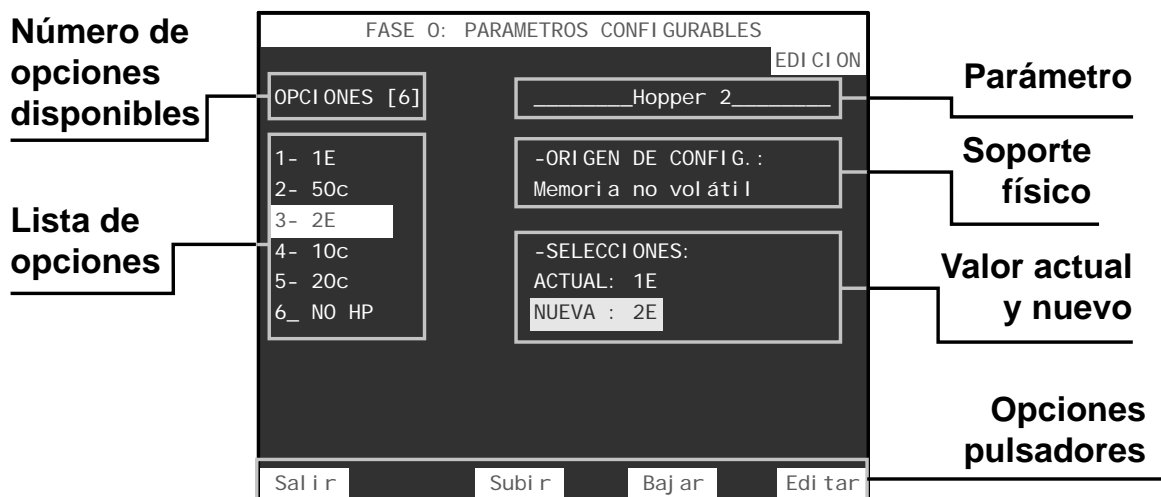 Número de
opciones
disponibles
Lista de
opciones
FASE O: PARAMETROS CONFIGURABLES
EDICION
OPCIONES [6]
________Hopper 2________
1- 1E
2- 50c
3- 2E
4- 10c
5- 20c
6_ NO HP
-ORIGEN DE CONFIG.:
Memoria no volátil
-SELECCIONES:
ACTUAL: 1E
NUEVA : 2E
Salir
Subir
Bajar
Editar
Parámetro
Soporte
físico
Valor actual
y nuevo
Opciones
pulsadores